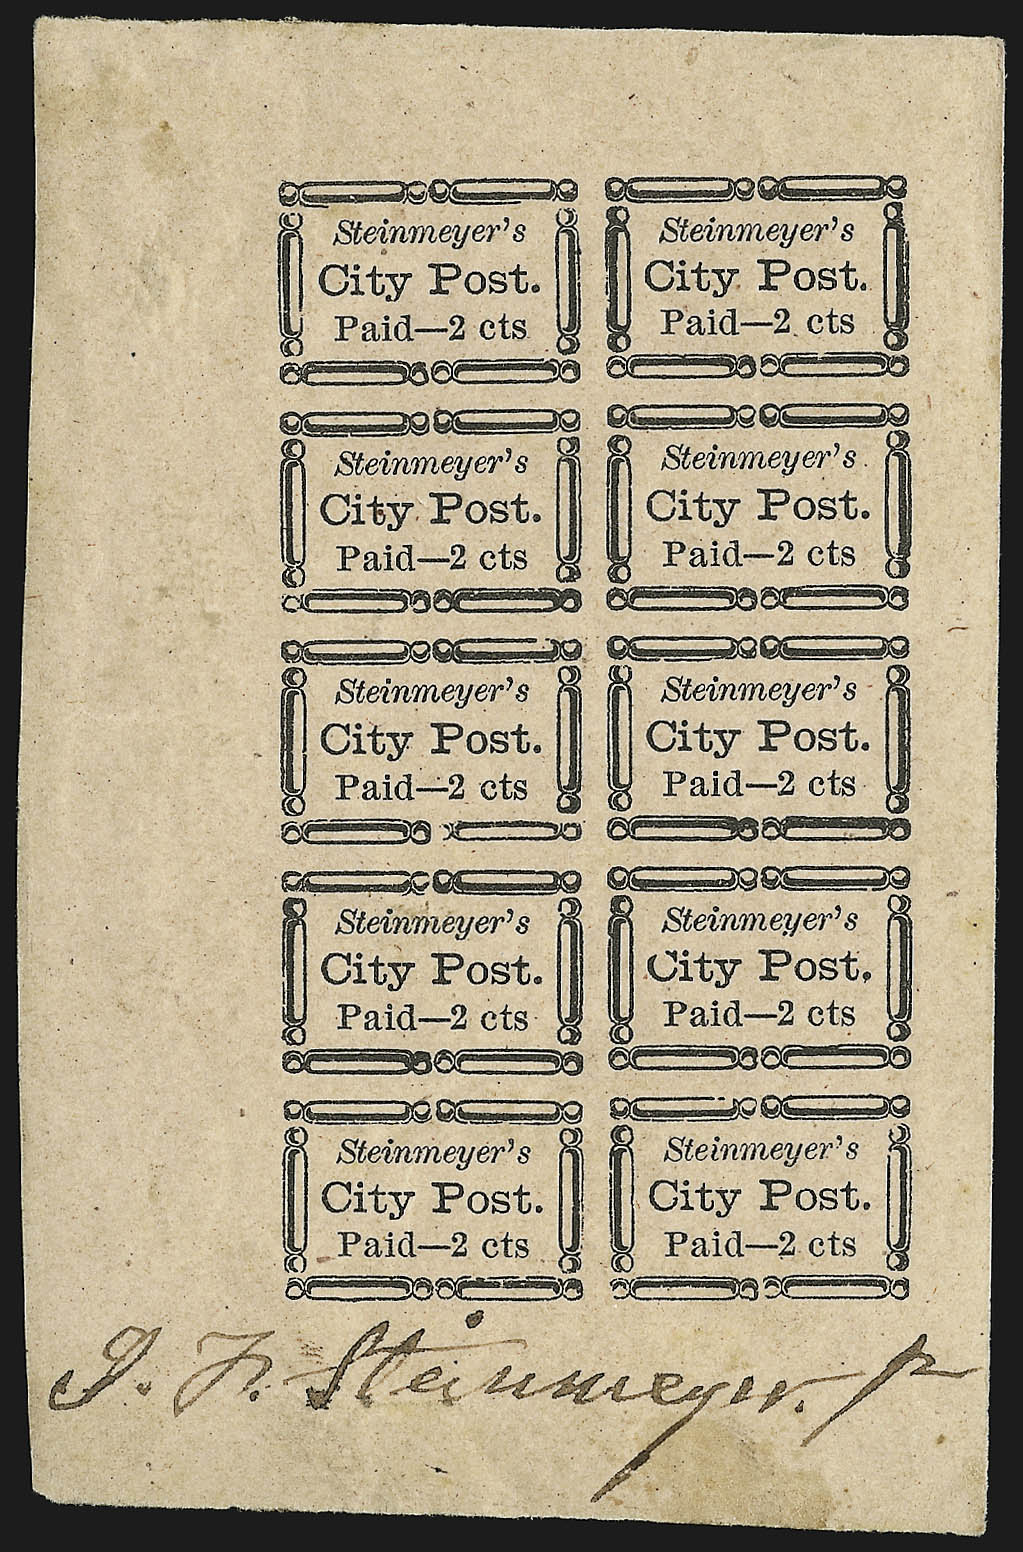 Steinmeyer's
City Post.
Paid—2 cts
Steinmeyer's
City Post.
Paid—2 cts
Steinmeyer's
City Post.
Paid—2 cts
Steinmeyer's
City Post.
Paid—2 cts
Steinmeyer's
City Post.
Paid—2 cts
Steinmeyer's
City Post.
Paid—2 cts
Steinmeyer's
City Post.
Paid—2 cts
Steinmeyer's
City Post.
Paid—2 cts
Steinmeyer's
City Post.
Paid—2 cts
Steinmeyer's
City Post.
Paid—2 cts
J. H. Steinmeyer. Jr